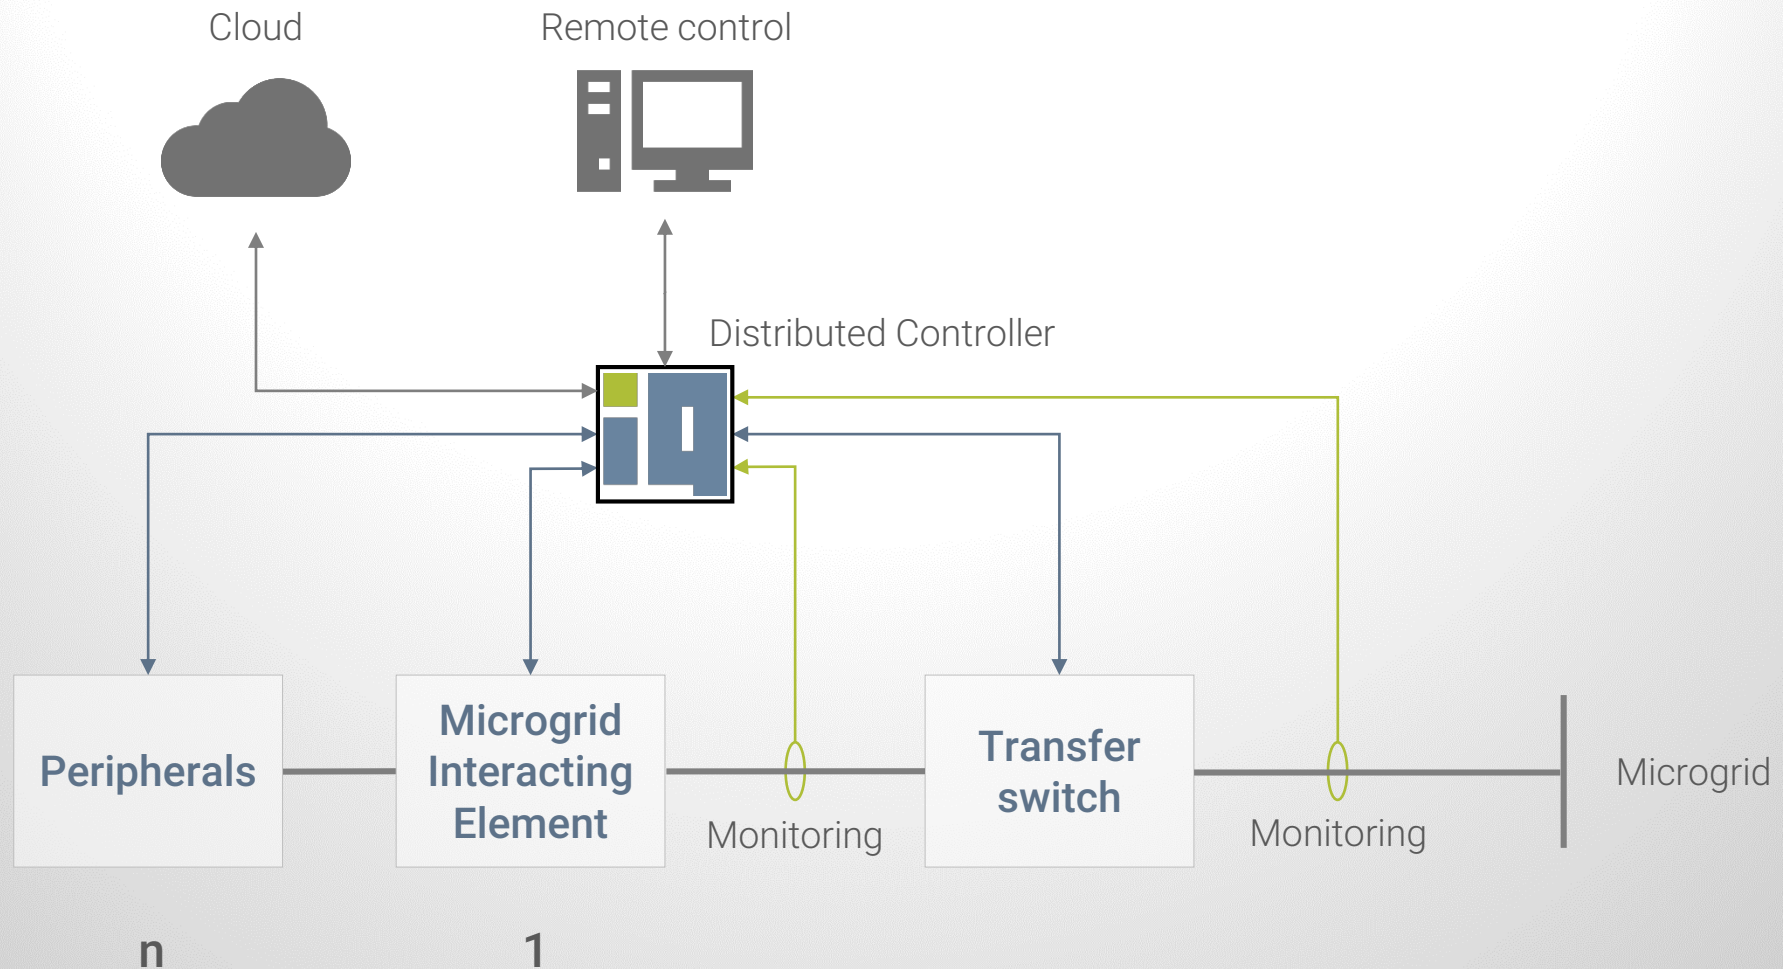 Cloud
Remote control
Distributed Controller
Peripherals
Microgrid
Interacting
Element
Monitoring
Transfer
switch
Monitoring
Microgrid
n
1